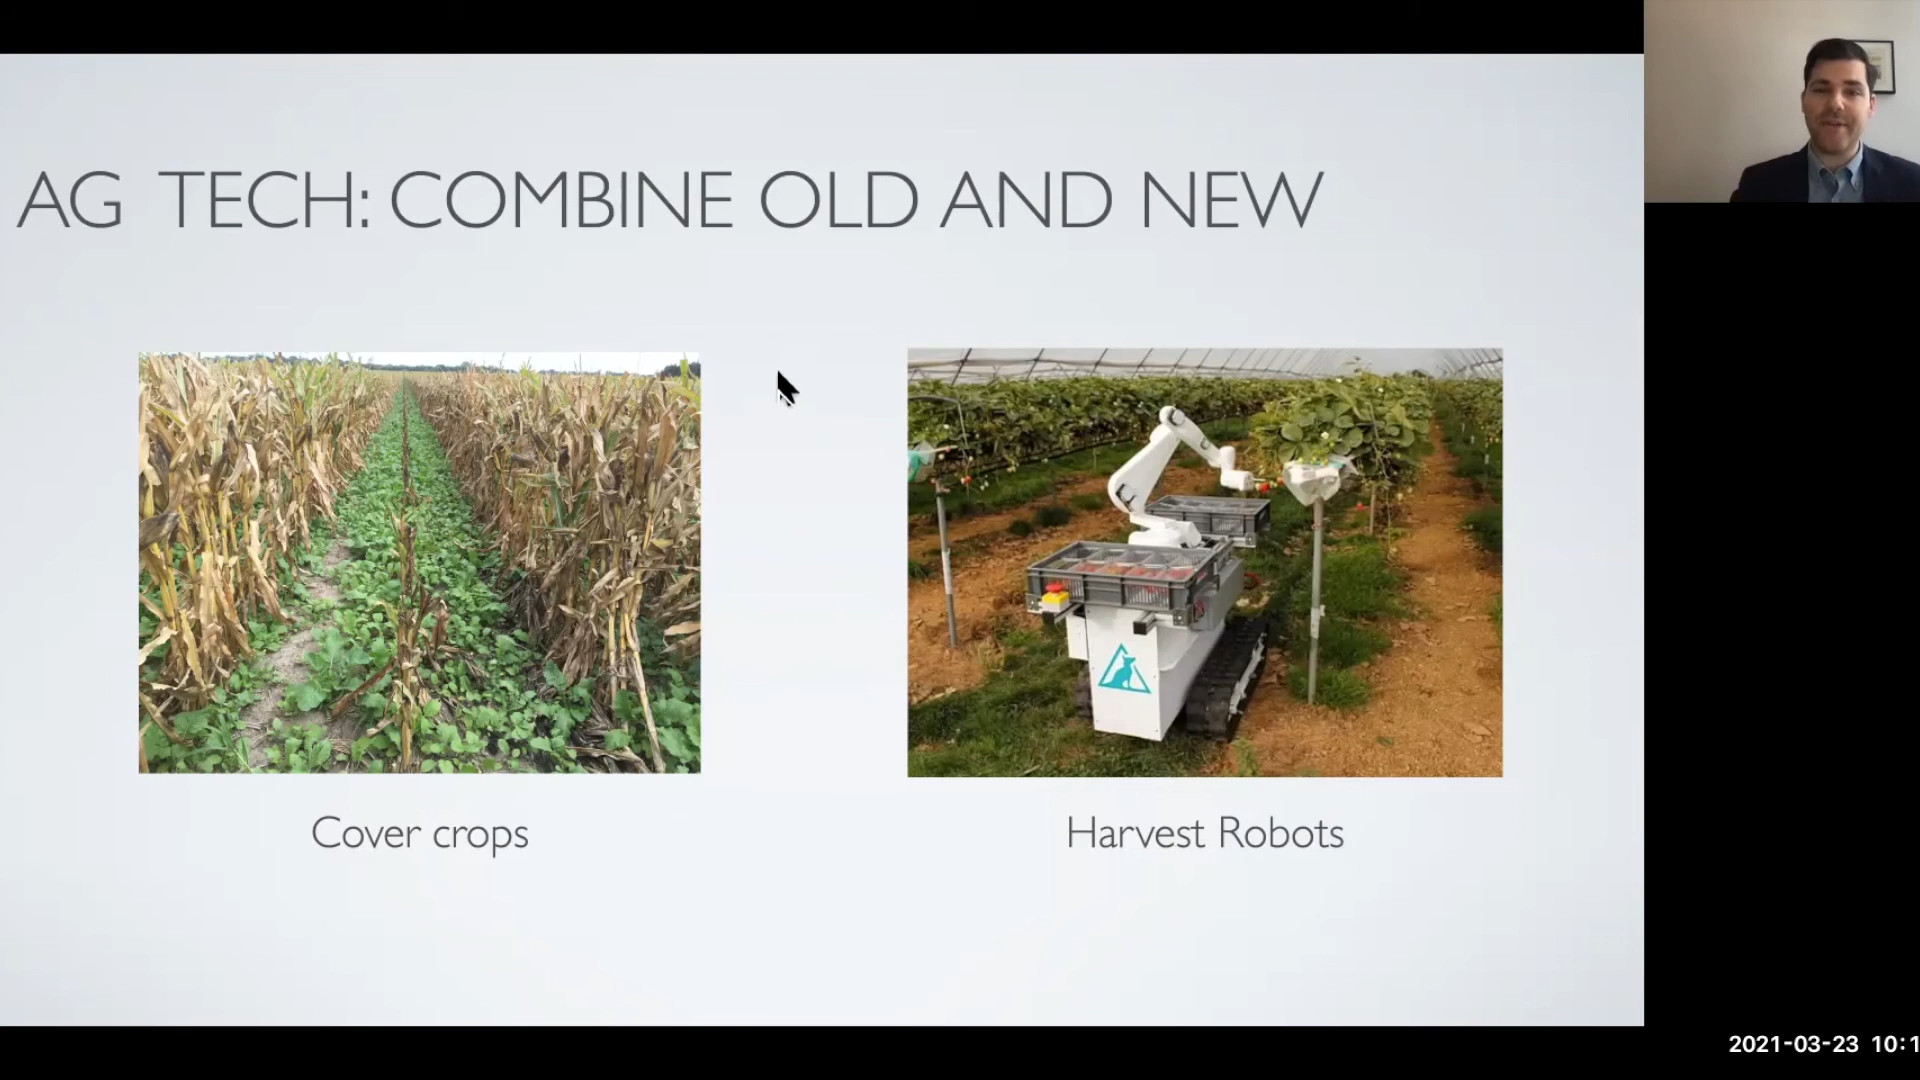 AG TECH: COMBINE OLD AND NEW
Cover crops
Harvest Robots
2021-03-23 10:1